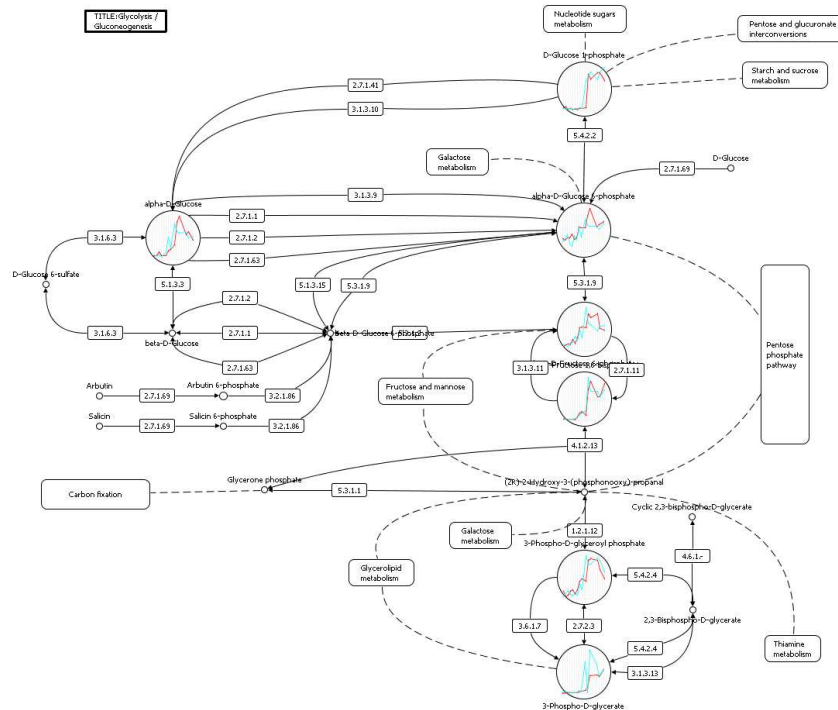 TITLE:Glycolysis /
Gluconeogenesis
Nucleotide sugars
metabolism
Pentose and glucuronate
interconversions
D-Glucose 1-phosphate
Starch and sucrose
metabolism
2.7.1.41
3.1.3.10
5.4.2.2
Galactose
metabolism
D-Glucose
2.7.1.69
3.1.3.9
alpha-D-Glucose 6-phosphate
alpha-D-Glucose
2.7.1.1
3.1.6.3
2.7.1.2
2.7.1.63
D-Glucose 6-sulfate
5.1.3.3
5.1.3.15
5.3.1.9
5.3.1.9
2.7.1.2
3.1.6.3
2.7.1.1
beta-D-Glucose
Pentose
phosphate
pathway
2.7.1.63
3.1.3.11
2.7.1.11
Arbutin
Arbutin 6-phosphate
Fructose and mannose
metabolism
2.7.1.69
3.2.1.86
Salicin
Salicin 6-phosphate
2.7.1.69
3.2.1.86
4.1.2.13
Glycerone phosphate
(2R)-2-Hydroxy-3-(phosphonooxy)-propanal
Carbon fixation
5.3.1.1
Cyclic 2,3-bisphospho-D-glycerate
Galactose
metabolism
1.2.1.12
3-Phospho-D-glyceroyl phosphate
4.6.1.-
Glycerolipid
metabolism
5.4.2.4
2,3-Bisphospho-D-glycerate
3.6.1.7
2.7.2.3
5.4.2.4
Thiamine
metabolism
3.1.3.13
3-Phospho-D-glycerate